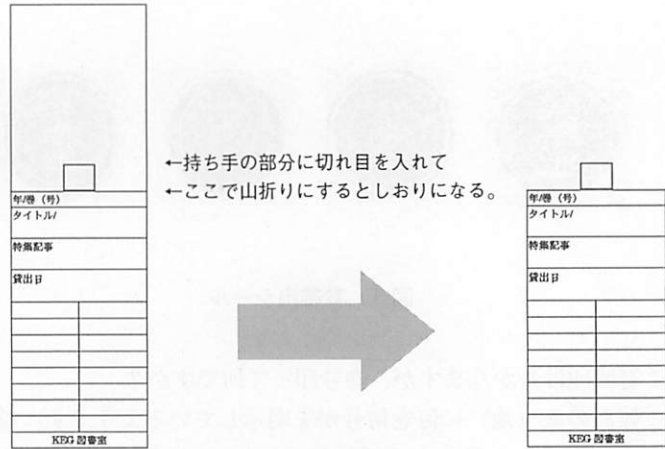 ←持ち手の部分に切れ目を入れて
←ここで山折りにするとしおりになる。
年/巻（号）
タイトル/
特集記事
貸出日
KEG 図書室
年/巻（号）
タイトル/
特集記事
貸出日
KEG 図書室